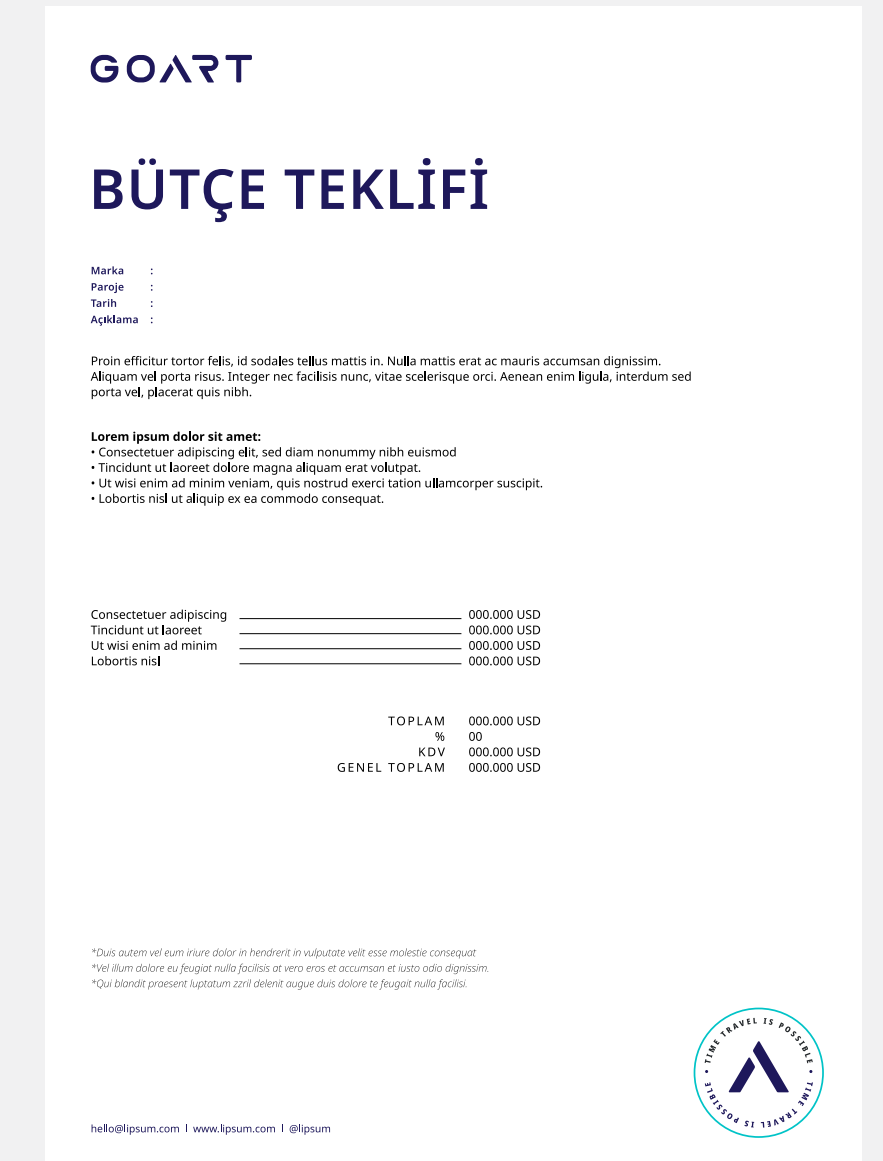 GOART
BÜTÇE TEKLİFİ
Marka :
Paroje :
Tarih :
Açıklama :
Proin efficitur tortor felis, id sodales tellus mattis in. Nulla mattis erat ac mauris accumsan dignissim.
Aliquam vel porta risus. Integer nec facilisis nunc, vitae scelerisque orci. Aenean enim ligula, interdum sed
porta vel, placerat quis nibh.
Lorem ipsum dolor sit amet:
• Consectetuer adipiscing elit, sed diam nonummy nibh euismod
• Tincidunt ut laoreet dolore magna aliquam erat volutpat.
• Ut wisi enim ad minim veniam, quis nostrud exerci tation ullamcorper suscipit.
• Lobortis nisl ut aliquip ex ea commodo consequat.
Consectetuer adipiscing 000.000 USD
Tincidunt ut laoreet 000.000 USD
Ut wisi enim ad minim 000.000 USD
Lobortis nisl 000.000 USD
TOPLAM 000.000 USD
% 00
KDV 000.000 USD
GENEL TOPLAM 000.000 USD
*Duis autem vel eum iriure dolor in hendrerit in vulputate velit esse molestie consequat
*Vel illum dolore eu feugiat nulla facilisis at vero eros et accumsan et iusto odio dignissim.
*Qui blandit praesent luptatum zzril delenit augue duis dolore te feugait nulla facilisi.
• TIME TRAVEL IS POSSIBLE • TIME TRAVEL IS POSSIBLE
hello@lipsum.com | www.lipsum.com | @lipsum